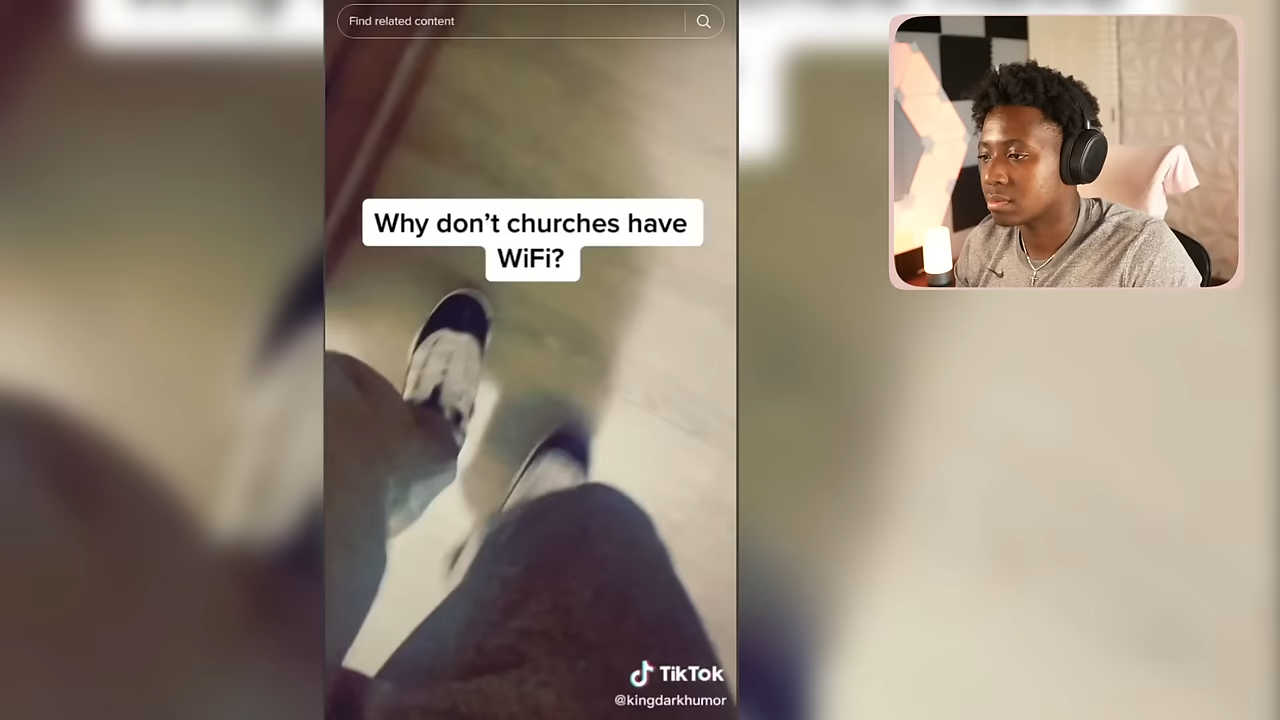 Find related content
Why don’t churches have
WiFi?
TikTok
@kingdarkhumor